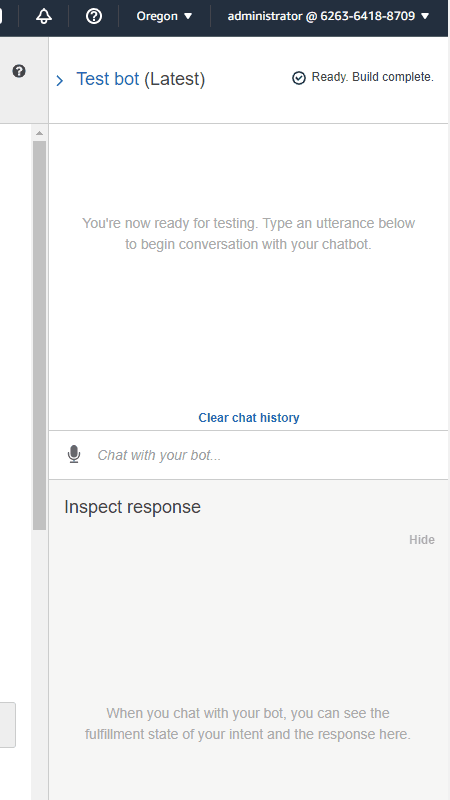 Oregon ▼ administrator @ 6263-6418-8709 ▼
Test bot (Latest) Ready. Build complete.
You're now ready for testing. Type an utterance below
to begin conversation with your chatbot.
Clear chat history
Chat with your bot...
Inspect response
Hide
When you chat with your bot, you can see the
fulfillment state of your intent and the response here.